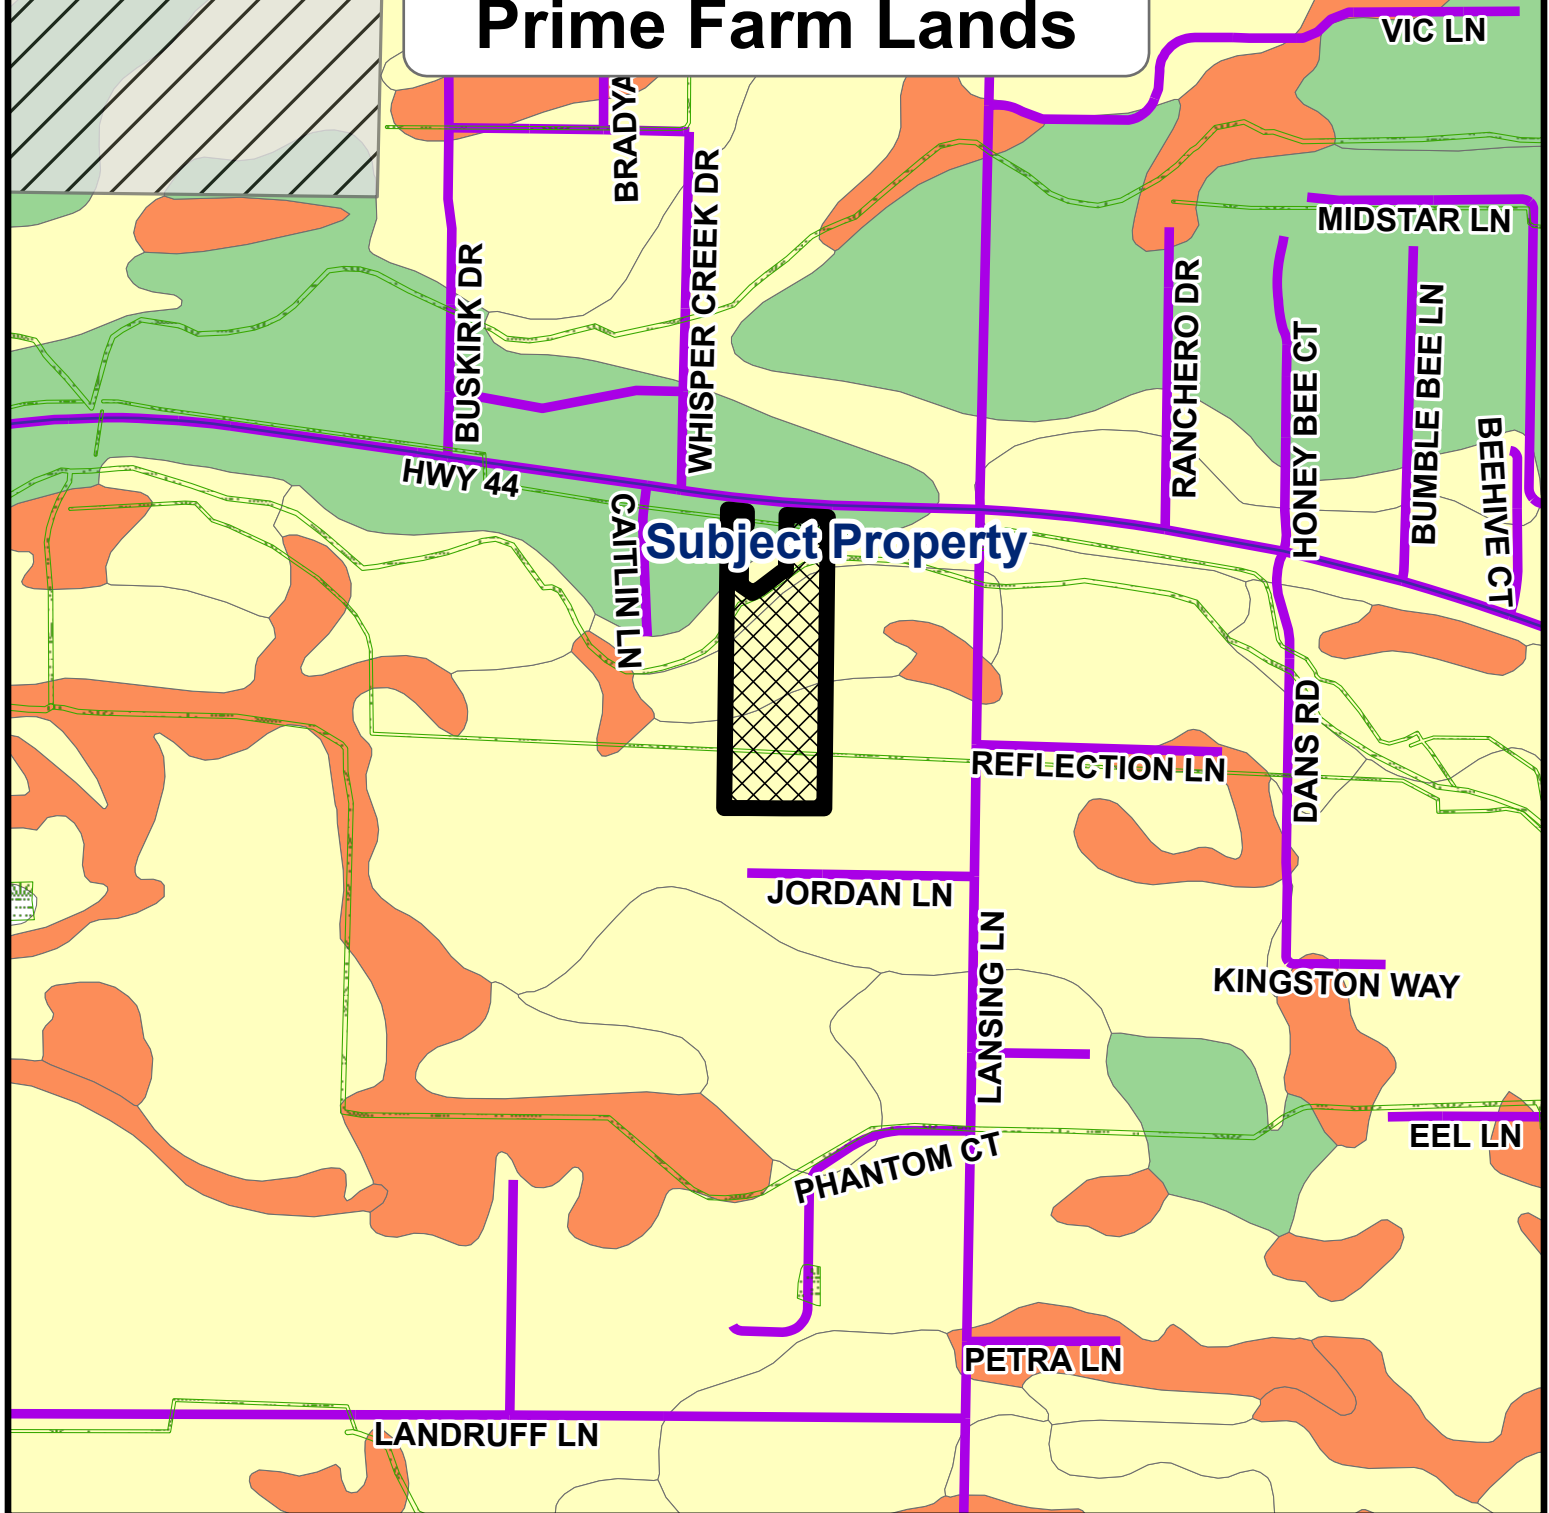 Prime Farm Lands
VIC LN
BRADYA
MIDSTAR LN
WHISPER CREEK DR
BUSKIRK DR
RANCHERO DR
HONEY BEE CT
BUMBLE BEE LN
BEEHIVE CT
HWY 44
CAITLIN LN
Subject Property
DANS RD
REFLECTION LN
JORDAN LN
LANSING LN
KINGSTON WAY
EEL LN
PHANTOM CT
PETRA LN
LANDRUFF LN